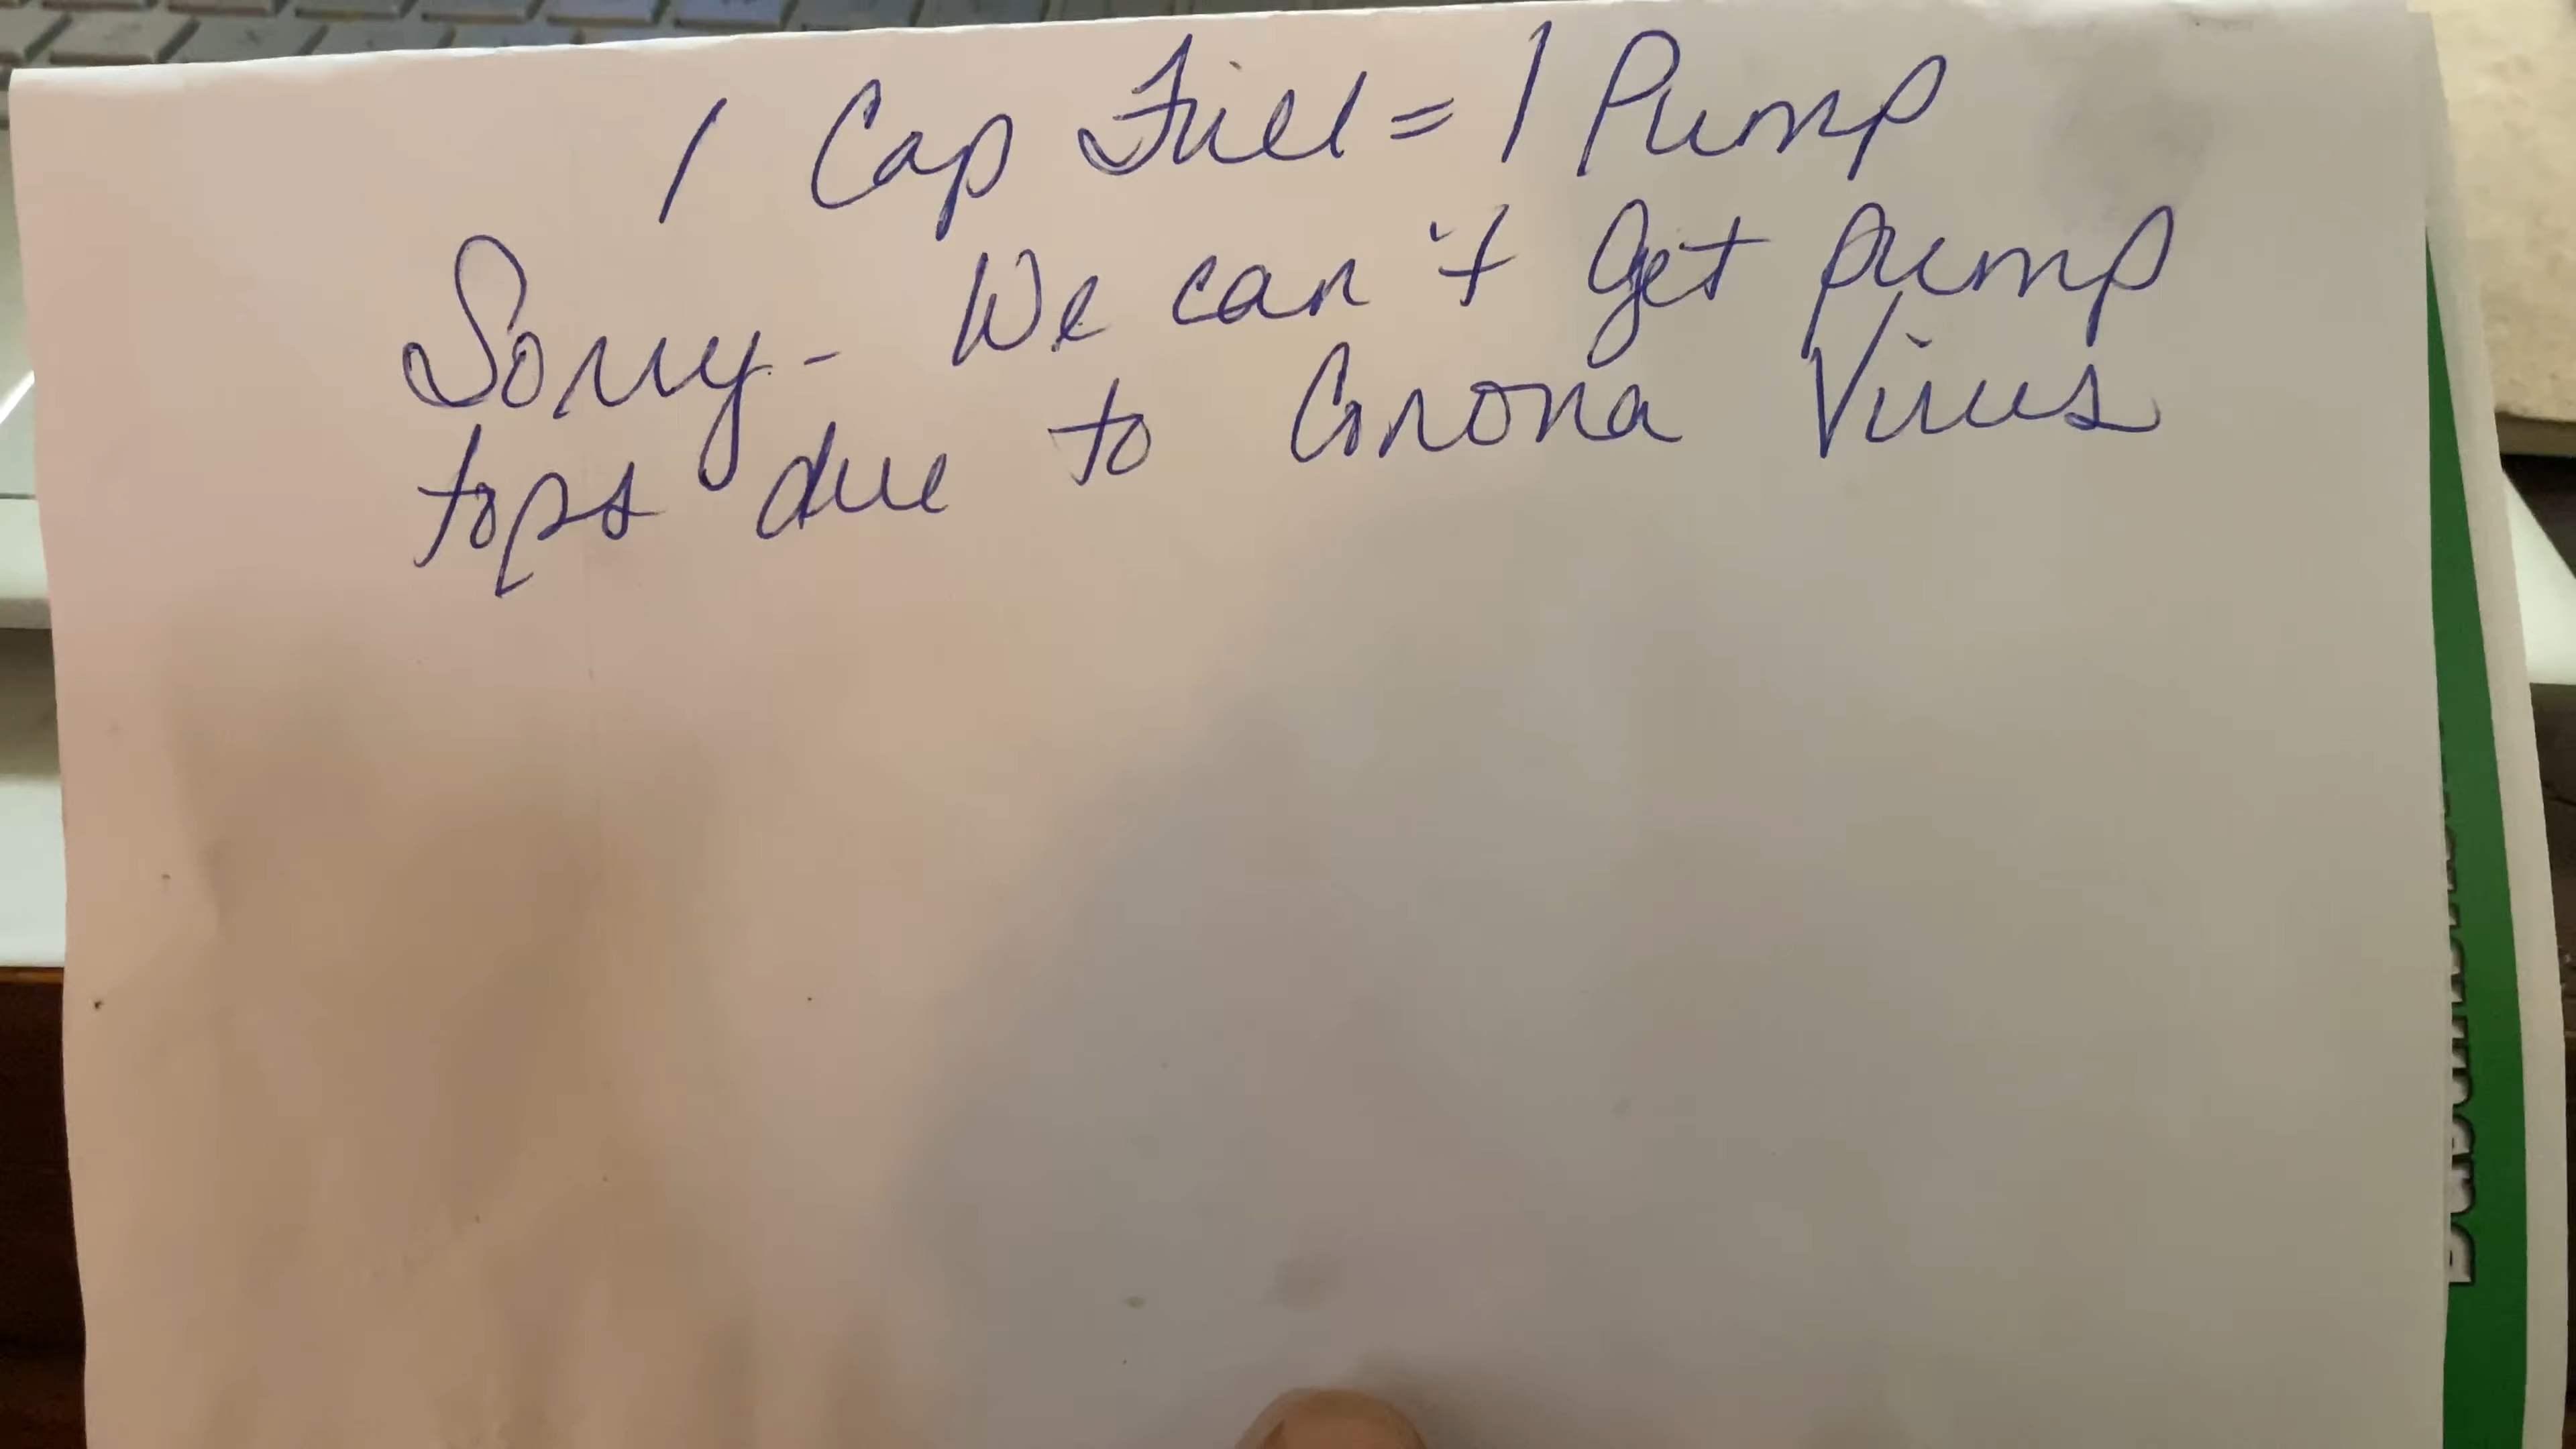 1 Cap Full = 1 Pump
Sorry - We can't get pump
tops due to Corona Virus